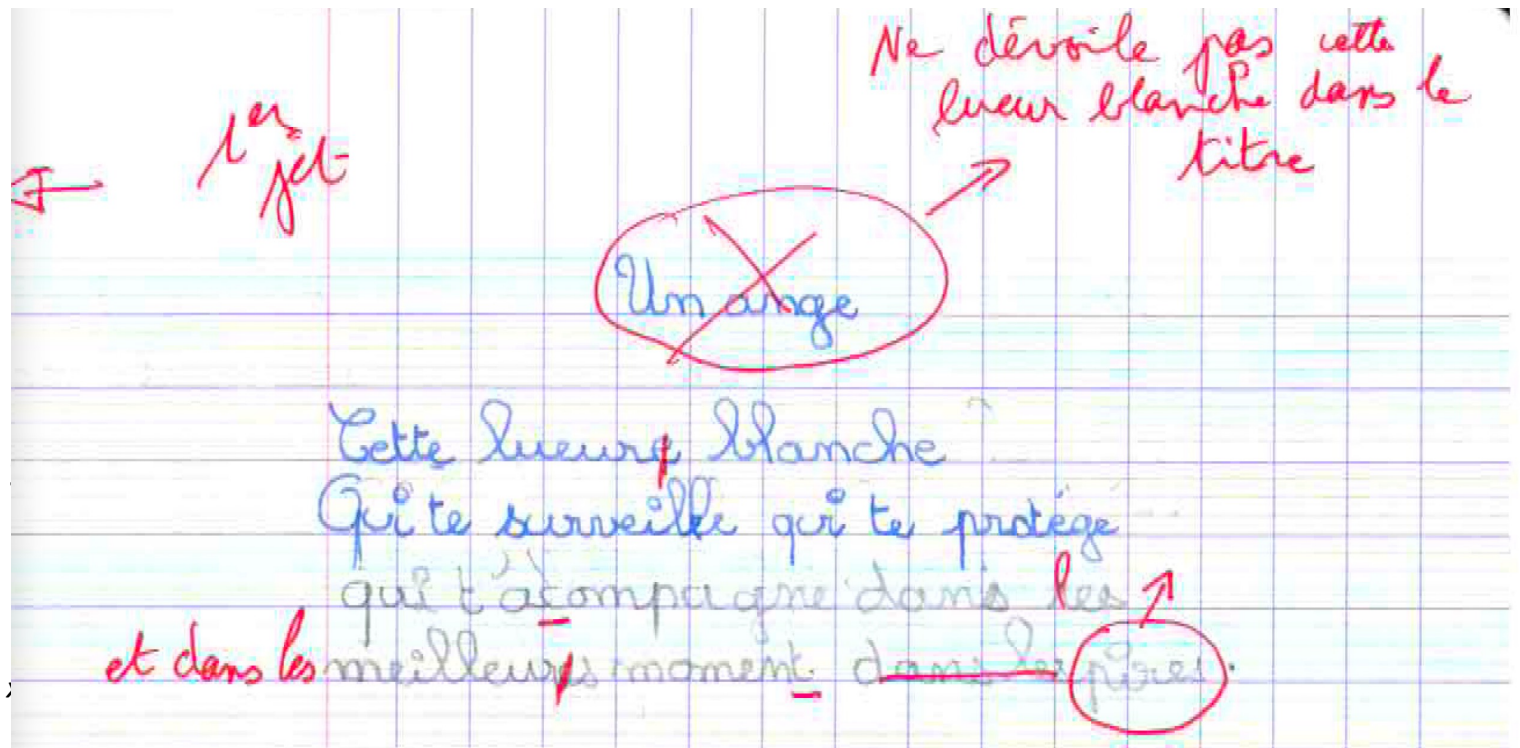 Ne dévoile pas cette
lueur blanche dans le
titre
1er
jet
Un ange
Cette lueure blanche
Qui te surveille qui te protége
qui t'acompagne dans les
et dans les meilleurs moment dans les pires.